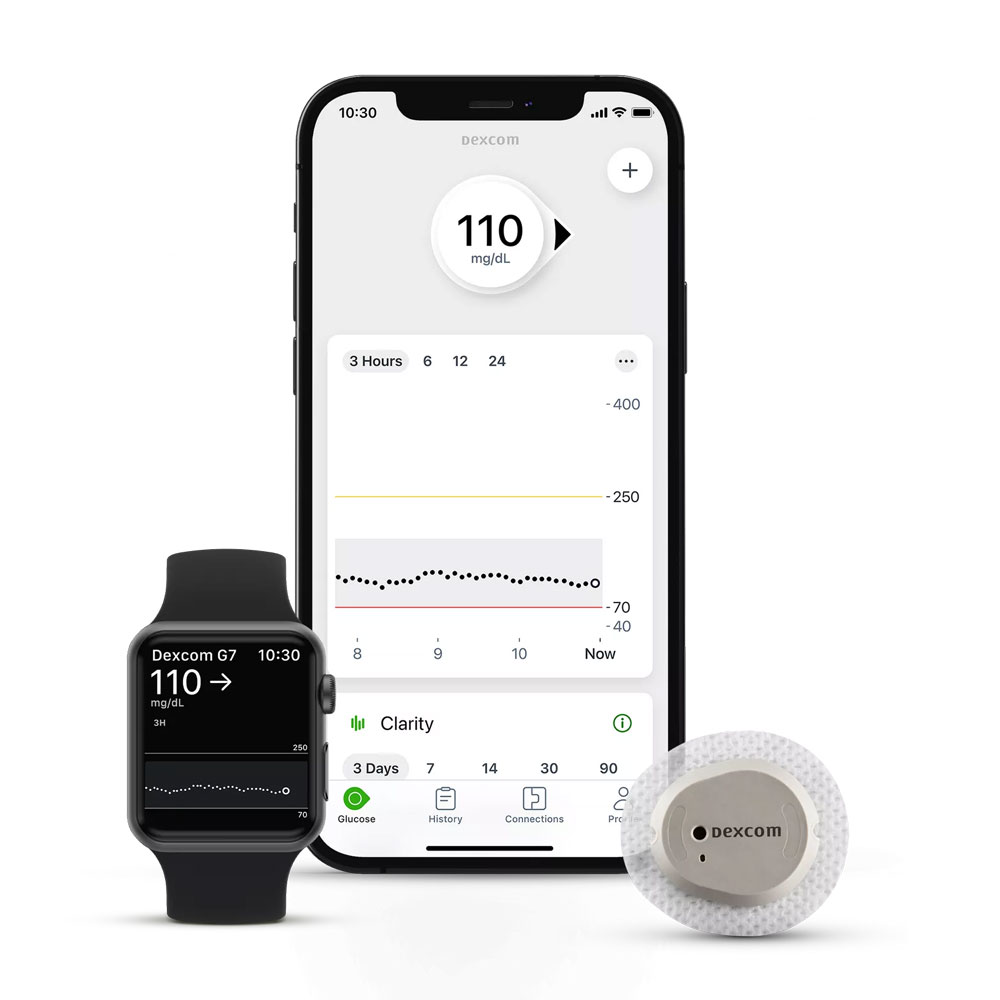 10:30
Dexcom
+
110
mg/dL
3 Hours 6 12 24
400
250
70
40
8 9 10 Now
Clarity
3 Days 7 14 30 90
Glucose History Connections
Dexcom G7 10:30
110 →
mg/dL
3H
250
70
Dexcom